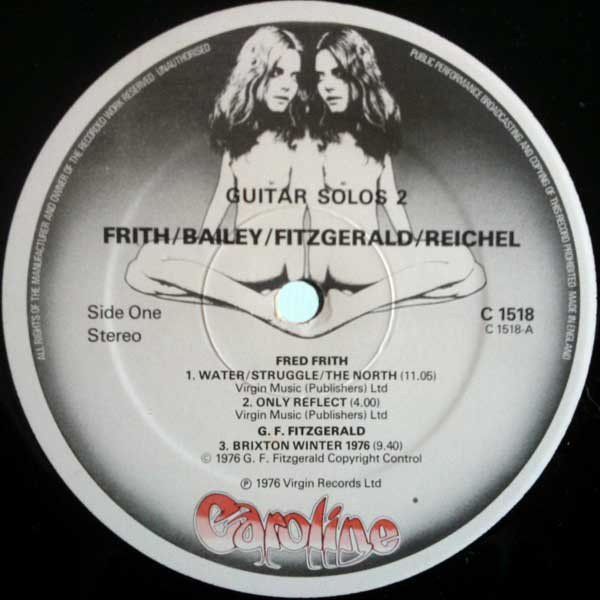 ALL RIGHTS OF THE MANUFACTURER AND OWNER OF THE RECORDED WORK RESERVED UNAUTHORISED
PUBLIC PERFORMANCE BROADCASTING AND COPYING OF THIS RECORD PROHIBITED MADE IN ENGLAND
GUITAR SOLOS 2
FRITH/BAILEY/FITZGERALD/REICHEL
Side One
Stereo
C 1518
C 1518-A
FRED FRITH
1. WATER/STRUGGLE/THE NORTH (11.05)
Virgin Music (Publishers) Ltd
2. ONLY REFLECT (4.00)
Virgin Music (Publishers) Ltd
G. F. FITZGERALD
3. BRIXTON WINTER 1976 (9.40)
© 1976 G. F. Fitzgerald Copyright Control
℗ 1976 Virgin Records Ltd
Caroline